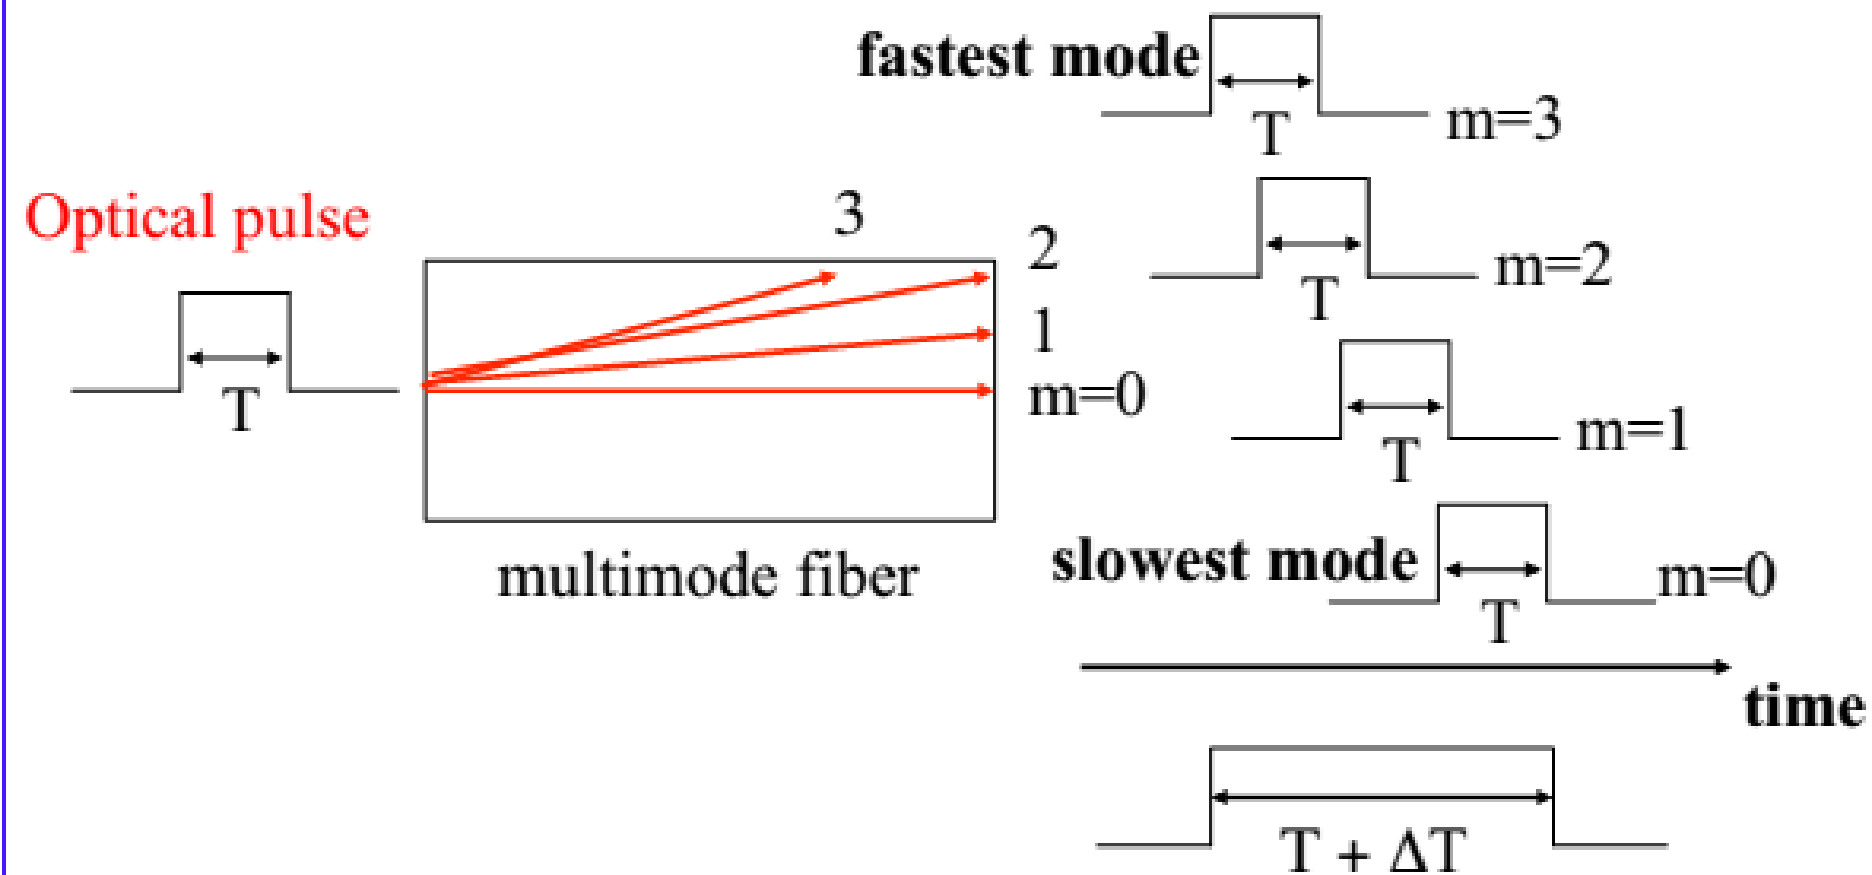 fastest mode
T
m=3
Optical pulse
3
2
T
m=2
1
T
m=0
T
m=1
multimode fiber
slowest mode
T
m=0
time
T + ΔT